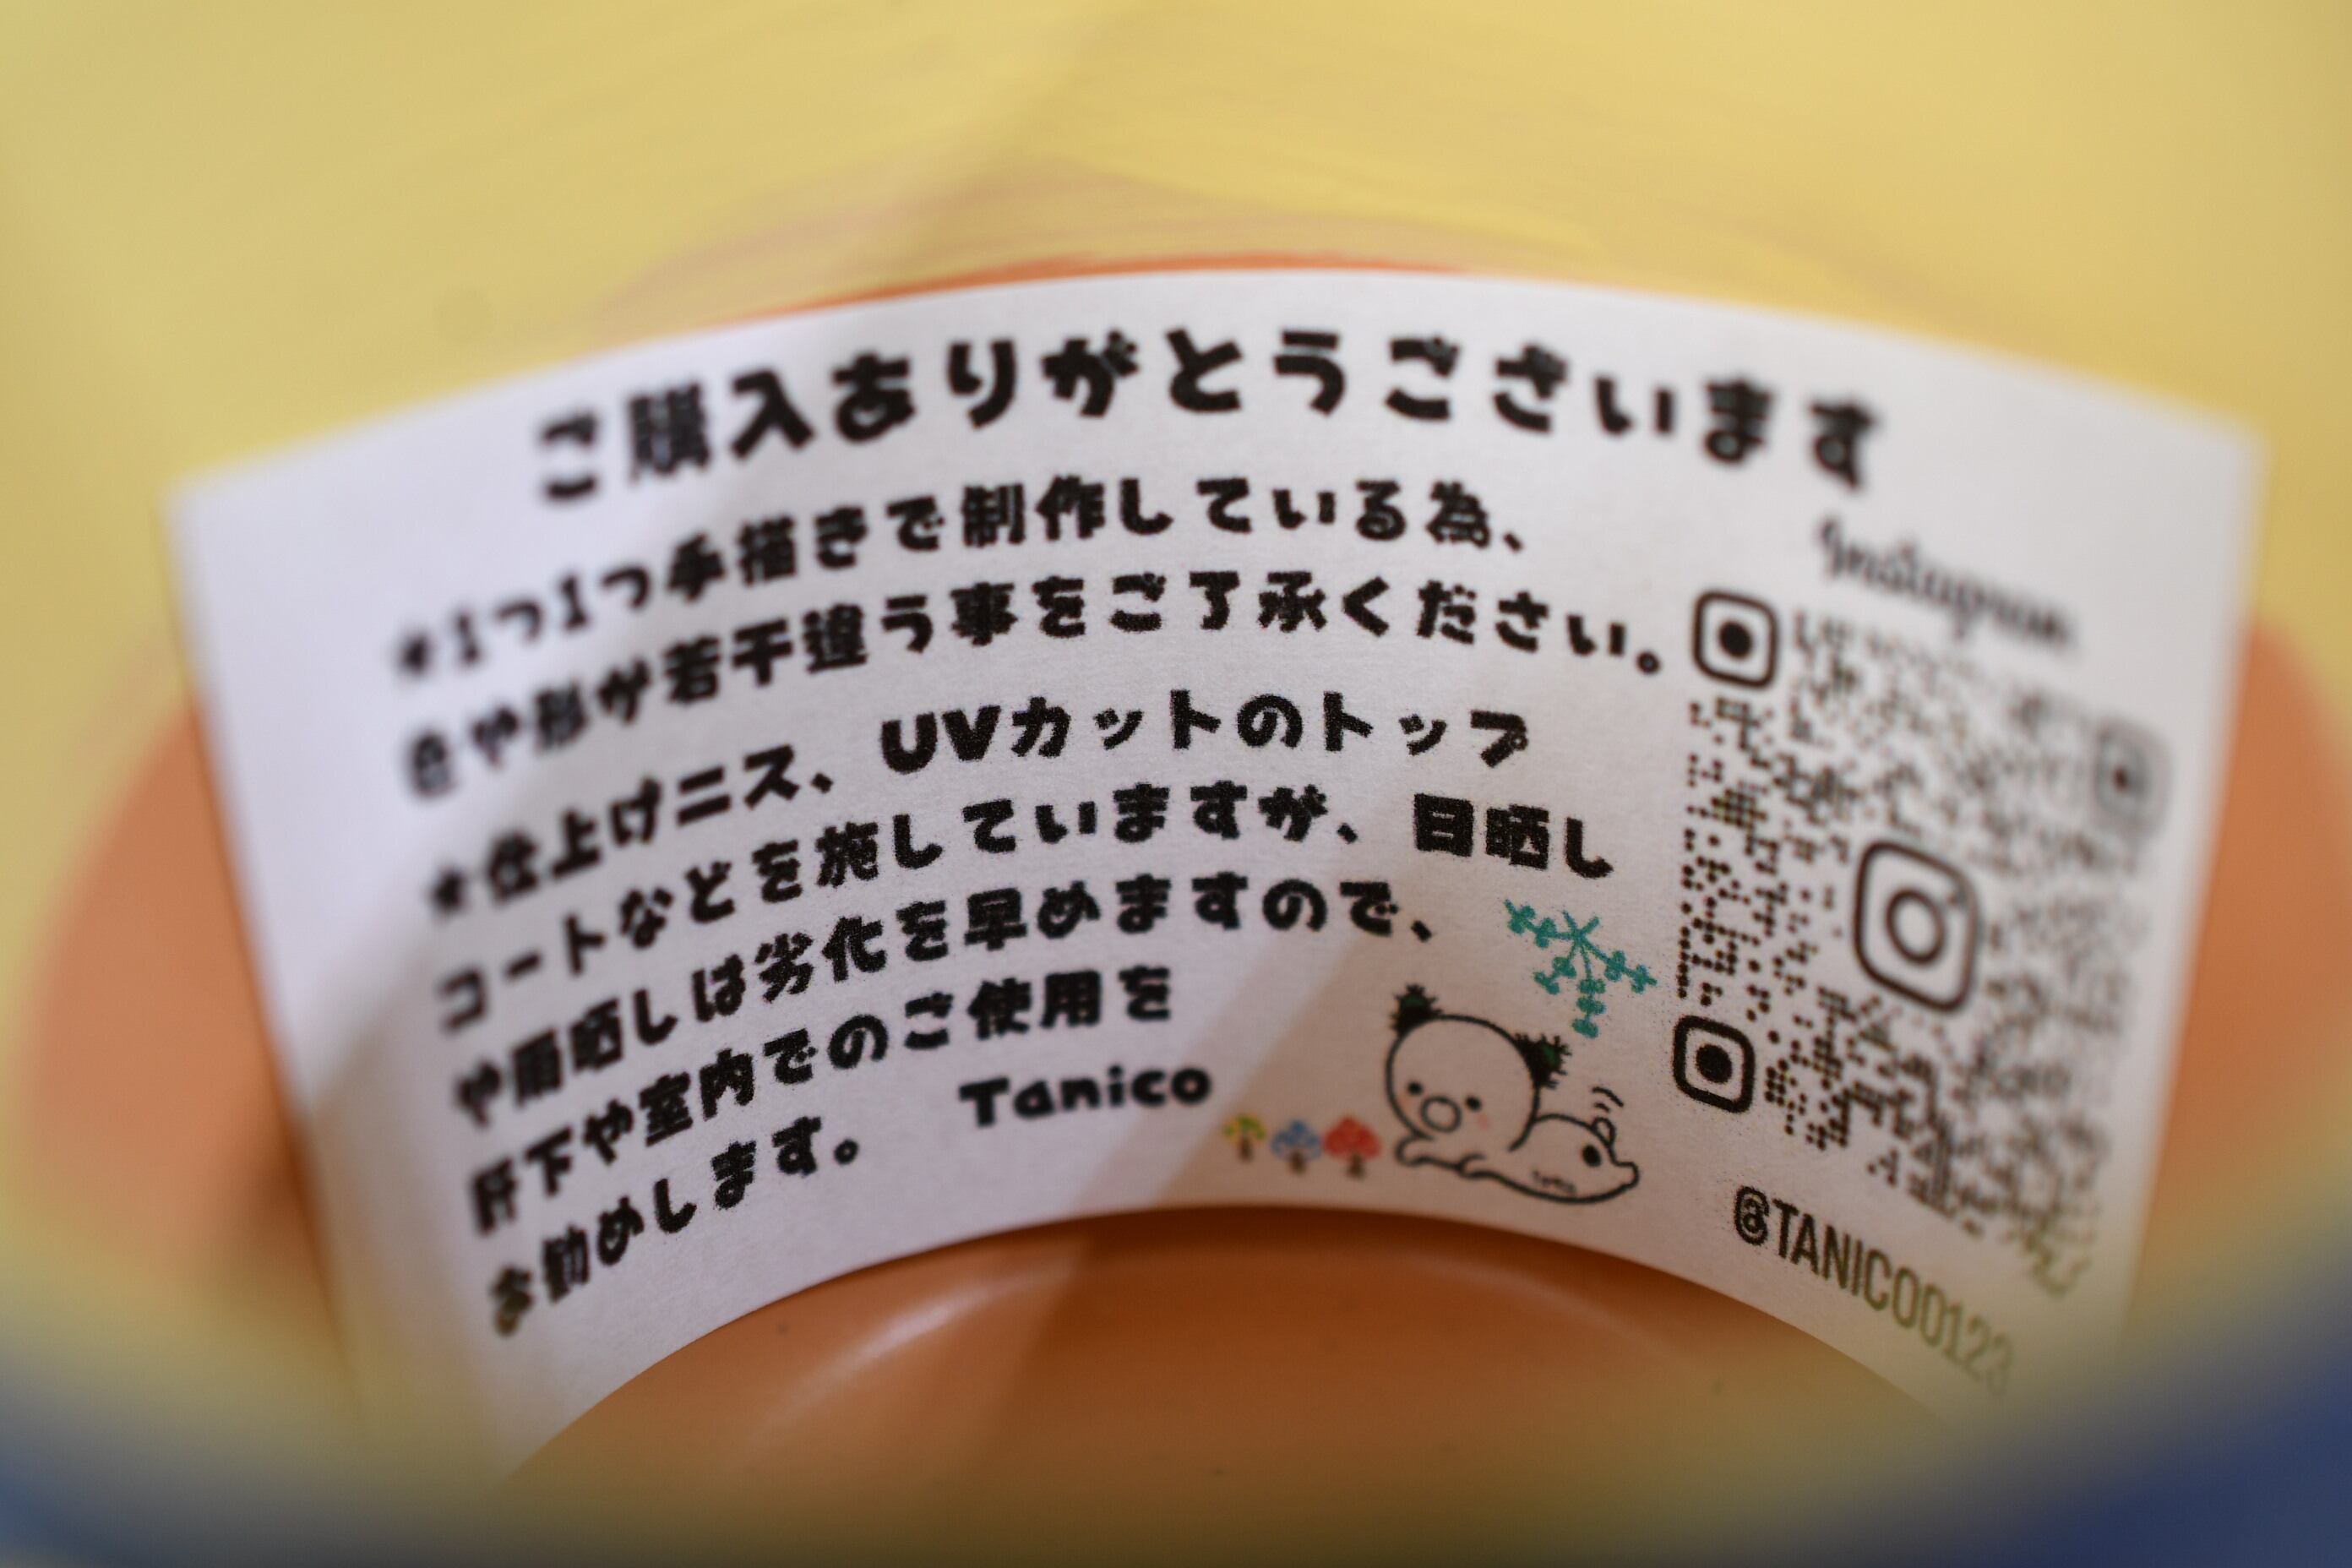 ご購入ありがとうございます
★1つ1つ手描きで制作している為、
色や形が若干違う事をご了承ください。
★仕上げニス、UVカットのトップ
コートなどを施していますが、日晒し
や雨晒しは劣化を早めますので、
軒下や室内でのご使用を
お勧めします。 Tanico
Instagram
@TANICO0123